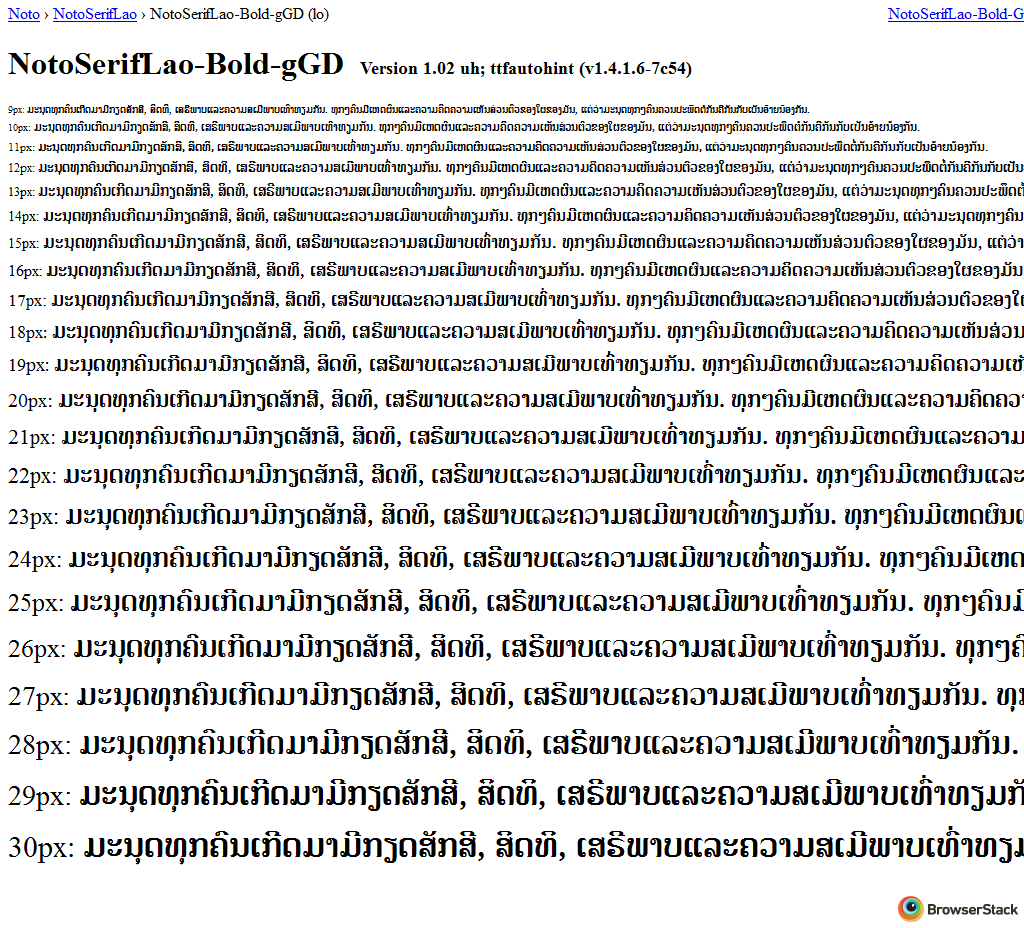 Noto › NotoSerifLao › NotoSerifLao-Bold-gGD (lo) NotoSerifLao-Bold-G
NotoSerifLao-Bold-gGD Version 1.02 uh; ttfautohint (v1.4.1.6-7c54)
9px: ມະນຸດທຸກຄົນເກີດມາມີກຽດສັກສີ, ສິດທິ, ເສຣີພາບແລະຄວາມສເມີພາບເທົ່າທຽມກັນ. ທຸກໆຄົນມີເຫດຜົນແລະຄວາມຄິດຄວາມເຫັນສ່ວນຕົວຂອງໃຜຂອງມັນ, ແຕ່ວ່າມະນຸດທຸກໆຄົນຄວນປະພຶດຕໍ່ກັນຄືກັນກັບເປັນອ້າຍນ້ອງກັນ.
10px: ມະນຸດທຸກຄົນເກີດມາມີກຽດສັກສີ, ສິດທິ, ເສຣີພາບແລະຄວາມສເມີພາບເທົ່າທຽມກັນ. ທຸກໆຄົນມີເຫດຜົນແລະຄວາມຄິດຄວາມເຫັນສ່ວນຕົວຂອງໃຜຂອງມັນ, ແຕ່ວ່າມະນຸດທຸກໆຄົນຄວນປະພຶດຕໍ່ກັນຄືກັນກັບເປັນອ້າຍນ້ອງກັນ.
11px: ມະນຸດທຸກຄົນເກີດມາມີກຽດສັກສີ, ສິດທິ, ເສຣີພາບແລະຄວາມສເມີພາບເທົ່າທຽມກັນ. ທຸກໆຄົນມີເຫດຜົນແລະຄວາມຄິດຄວາມເຫັນສ່ວນຕົວຂອງໃຜຂອງມັນ, ແຕ່ວ່າມະນຸດທຸກໆຄົນຄວນປະພຶດຕໍ່ກັນຄືກັນກັບເປັນອ້າຍນ້ອງກັນ.
12px: ມະນຸດທຸກຄົນເກີດມາມີກຽດສັກສີ, ສິດທິ, ເສຣີພາບແລະຄວາມສເມີພາບເທົ່າທຽມກັນ. ທຸກໆຄົນມີເຫດຜົນແລະຄວາມຄິດຄວາມເຫັນສ່ວນຕົວຂອງໃຜຂອງມັນ, ແຕ່ວ່າມະນຸດທຸກໆຄົນຄວນປະພຶດຕໍ່ກັນຄືກັນກັບເປັນ
13px: ມະນຸດທຸກຄົນເກີດມາມີກຽດສັກສີ, ສິດທິ, ເສຣີພາບແລະຄວາມສເມີພາບເທົ່າທຽມກັນ. ທຸກໆຄົນມີເຫດຜົນແລະຄວາມຄິດຄວາມເຫັນສ່ວນຕົວຂອງໃຜຂອງມັນ, ແຕ່ວ່າມະນຸດທຸກໆຄົນຄວນປະພຶດຕໍ່
14px: ມະນຸດທຸກຄົນເກີດມາມີກຽດສັກສີ, ສິດທິ, ເສຣີພາບແລະຄວາມສເມີພາບເທົ່າທຽມກັນ. ທຸກໆຄົນມີເຫດຜົນແລະຄວາມຄິດຄວາມເຫັນສ່ວນຕົວຂອງໃຜຂອງມັນ, ແຕ່ວ່າມະນຸດທຸກໆຄົນ
15px: ມະນຸດທຸກຄົນເກີດມາມີກຽດສັກສີ, ສິດທິ, ເສຣີພາບແລະຄວາມສເມີພາບເທົ່າທຽມກັນ. ທຸກໆຄົນມີເຫດຜົນແລະຄວາມຄິດຄວາມເຫັນສ່ວນຕົວຂອງໃຜຂອງມັນ, ແຕ່ວ່າ
16px: ມະນຸດທຸກຄົນເກີດມາມີກຽດສັກສີ, ສິດທິ, ເສຣີພາບແລະຄວາມສເມີພາບເທົ່າທຽມກັນ. ທຸກໆຄົນມີເຫດຜົນແລະຄວາມຄິດຄວາມເຫັນສ່ວນຕົວຂອງໃຜຂອງມັນ,
17px: ມະນຸດທຸກຄົນເກີດມາມີກຽດສັກສີ, ສິດທິ, ເສຣີພາບແລະຄວາມສເມີພາບເທົ່າທຽມກັນ. ທຸກໆຄົນມີເຫດຜົນແລະຄວາມຄິດຄວາມເຫັນສ່ວນຕົວຂອງໃ
18px: ມະນຸດທຸກຄົນເກີດມາມີກຽດສັກສີ, ສິດທິ, ເສຣີພາບແລະຄວາມສເມີພາບເທົ່າທຽມກັນ. ທຸກໆຄົນມີເຫດຜົນແລະຄວາມຄິດຄວາມເຫັນສ່ວນ
19px: ມະນຸດທຸກຄົນເກີດມາມີກຽດສັກສີ, ສິດທິ, ເສຣີພາບແລະຄວາມສເມີພາບເທົ່າທຽມກັນ. ທຸກໆຄົນມີເຫດຜົນແລະຄວາມຄິດຄວາມເຫັ
20px: ມະນຸດທຸກຄົນເກີດມາມີກຽດສັກສີ, ສິດທິ, ເສຣີພາບແລະຄວາມສເມີພາບເທົ່າທຽມກັນ. ທຸກໆຄົນມີເຫດຜົນແລະຄວາມຄິດຄວາ
21px: ມະນຸດທຸກຄົນເກີດມາມີກຽດສັກສີ, ສິດທິ, ເສຣີພາບແລະຄວາມສເມີພາບເທົ່າທຽມກັນ. ທຸກໆຄົນມີເຫດຜົນແລະຄວາມ
22px: ມະນຸດທຸກຄົນເກີດມາມີກຽດສັກສີ, ສິດທິ, ເສຣີພາບແລະຄວາມສເມີພາບເທົ່າທຽມກັນ. ທຸກໆຄົນມີເຫດຜົນແລະ
23px: ມະນຸດທຸກຄົນເກີດມາມີກຽດສັກສີ, ສິດທິ, ເສຣີພາບແລະຄວາມສເມີພາບເທົ່າທຽມກັນ. ທຸກໆຄົນມີເຫດຜົນແ
24px: ມະນຸດທຸກຄົນເກີດມາມີກຽດສັກສີ, ສິດທິ, ເສຣີພາບແລະຄວາມສເມີພາບເທົ່າທຽມກັນ. ທຸກໆຄົນມີເຫດ
25px: ມະນຸດທຸກຄົນເກີດມາມີກຽດສັກສີ, ສິດທິ, ເສຣີພາບແລະຄວາມສເມີພາບເທົ່າທຽມກັນ. ທຸກໆຄົນມີ
26px: ມະນຸດທຸກຄົນເກີດມາມີກຽດສັກສີ, ສິດທິ, ເສຣີພາບແລະຄວາມສເມີພາບເທົ່າທຽມກັນ. ທຸກໆຄົ
27px: ມະນຸດທຸກຄົນເກີດມາມີກຽດສັກສີ, ສິດທິ, ເສຣີພາບແລະຄວາມສເມີພາບເທົ່າທຽມກັນ. ທຸກ
28px: ມະນຸດທຸກຄົນເກີດມາມີກຽດສັກສີ, ສິດທິ, ເສຣີພາບແລະຄວາມສເມີພາບເທົ່າທຽມກັນ.
29px: ມະນຸດທຸກຄົນເກີດມາມີກຽດສັກສີ, ສິດທິ, ເສຣີພາບແລະຄວາມສເມີພາບເທົ່າທຽມກັ
30px: ມະນຸດທຸກຄົນເກີດມາມີກຽດສັກສີ, ສິດທິ, ເສຣີພາບແລະຄວາມສເມີພາບເທົ່າທຽມ
BrowserStack